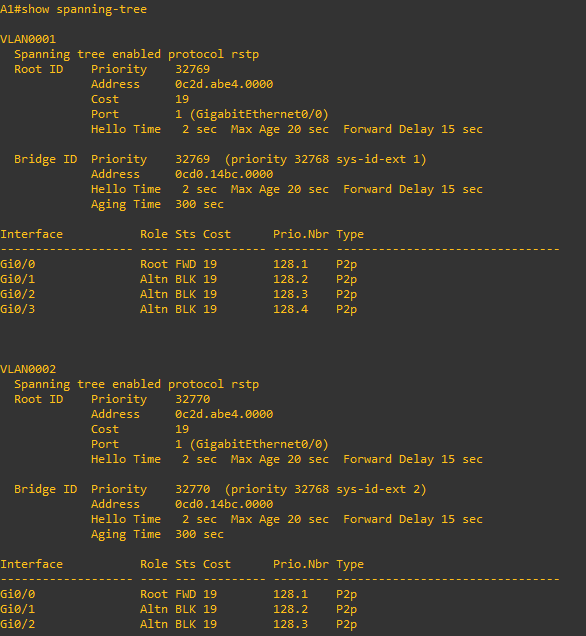 A1#show spanning-tree

VLAN0001
  Spanning tree enabled protocol rstp
  Root ID    Priority    32769
             Address     0c2d.abe4.0000
             Cost        19
             Port        1 (GigabitEthernet0/0)
             Hello Time   2 sec  Max Age 20 sec  Forward Delay 15 sec

  Bridge ID  Priority    32769  (priority 32768 sys-id-ext 1)
             Address     0cd0.14bc.0000
             Hello Time   2 sec  Max Age 20 sec  Forward Delay 15 sec
             Aging Time  300 sec

Interface           Role Sts Cost      Prio.Nbr Type
------------------- ---- --- --------- -------- --------------------------------
Gi0/0               Root FWD 19        128.1    P2p
Gi0/1               Altn BLK 19        128.2    P2p
Gi0/2               Altn BLK 19        128.3    P2p
Gi0/3               Altn BLK 19        128.4    P2p

VLAN0002
  Spanning tree enabled protocol rstp
  Root ID    Priority    32770
             Address     0c2d.abe4.0000
             Cost        19
             Port        1 (GigabitEthernet0/0)
             Hello Time   2 sec  Max Age 20 sec  Forward Delay 15 sec

  Bridge ID  Priority    32770  (priority 32768 sys-id-ext 2)
             Address     0cd0.14bc.0000
             Hello Time   2 sec  Max Age 20 sec  Forward Delay 15 sec
             Aging Time  300 sec

Interface           Role Sts Cost      Prio.Nbr Type
------------------- ---- --- --------- -------- --------------------------------
Gi0/0               Root FWD 19        128.1    P2p
Gi0/1               Altn BLK 19        128.2    P2p
Gi0/2               Altn BLK 19        128.3    P2p